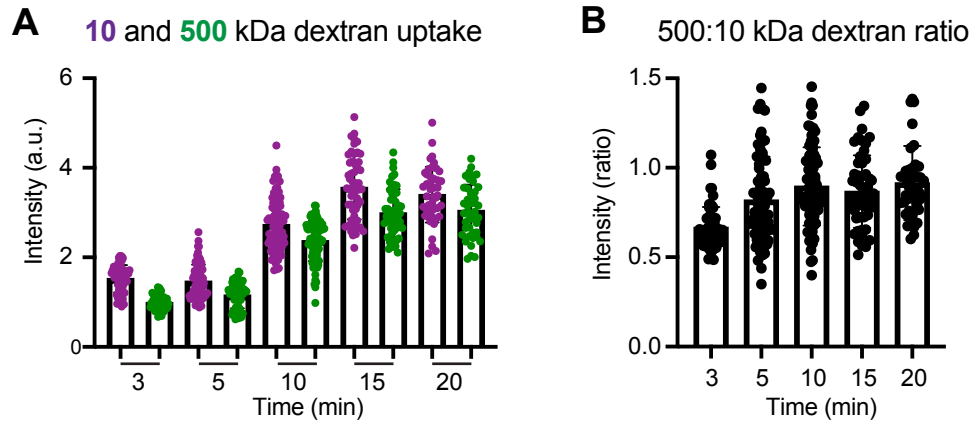 A
10 and 500 kDa dextran uptake
Intensity (a.u.)
6
4
2
0
3 5 10 15 20
Time (min)
B
500:10 kDa dextran ratio
Intensity (ratio)
1.5
1.0
0.5
0.0
3 5 10 15 20
Time (min)